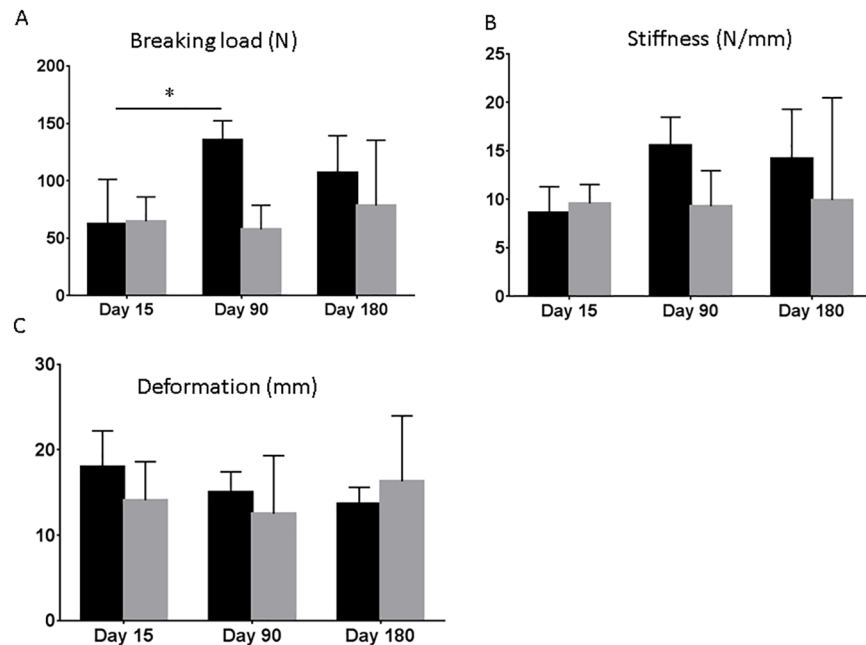 A
Breaking load (N)
200
150
100
50
0
*
Day 15 Day 90 Day 180
B
Stiffness (N/mm)
25
20
15
10
5
0
Day 15 Day 90 Day 180
C
Deformation (mm)
30
20
10
0
Day 15 Day 90 Day 180